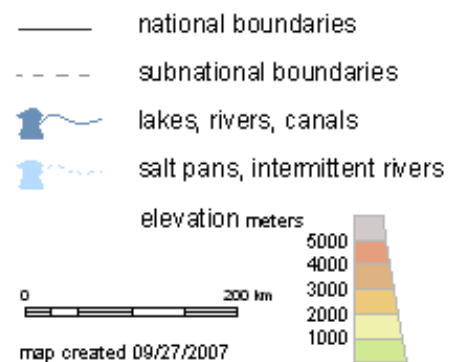 national boundaries
subnational boundaries
lakes, rivers, canals
salt pans, intermittent rivers
elevation meters
5000
4000
3000
2000
1000
0 200 km
map created 09/27/2007